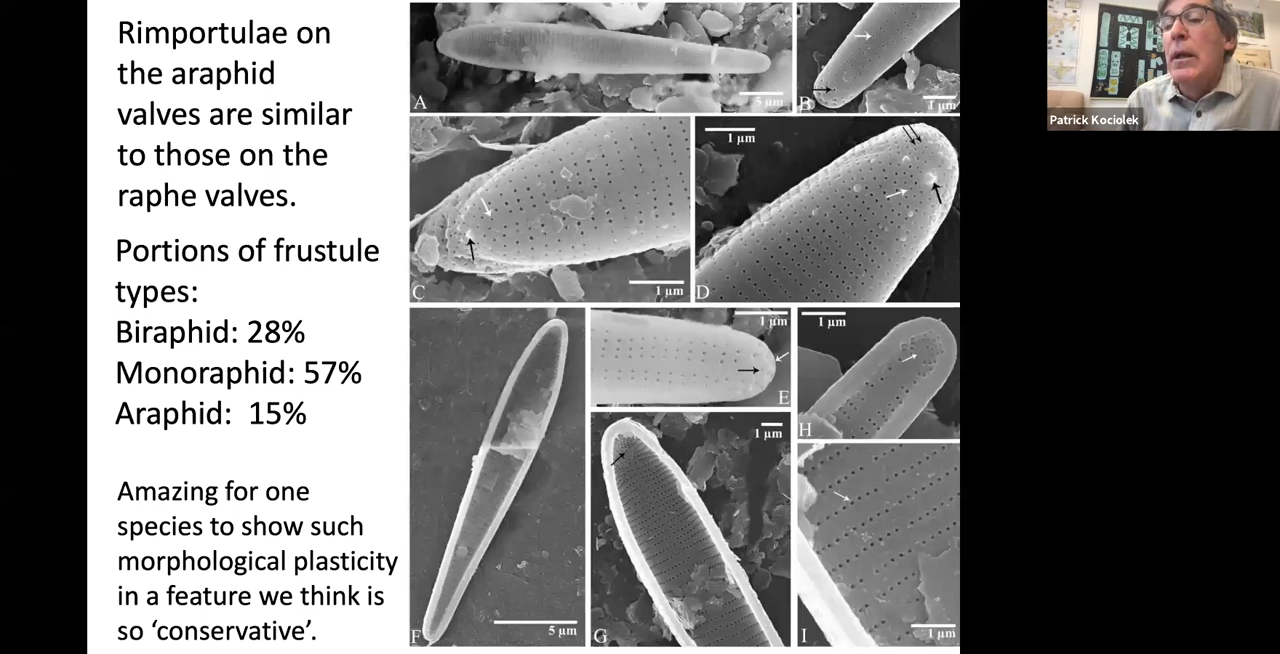 Rimportulae on
the araphid
valves are similar
to those on the
raphe valves.
Portions of frustule
types:
Biraphid: 28%
Monoraphid: 57%
Araphid: 15%
Amazing for one
species to show such
morphological plasticity
in a feature we think is
so ‘conservative’.
A
5 µm
B
1 µm
C
1 µm
D
1 µm
E
1 µm
F
5 µm
G
1 µm
H
1 µm
I
1 µm
Patrick Kociolek